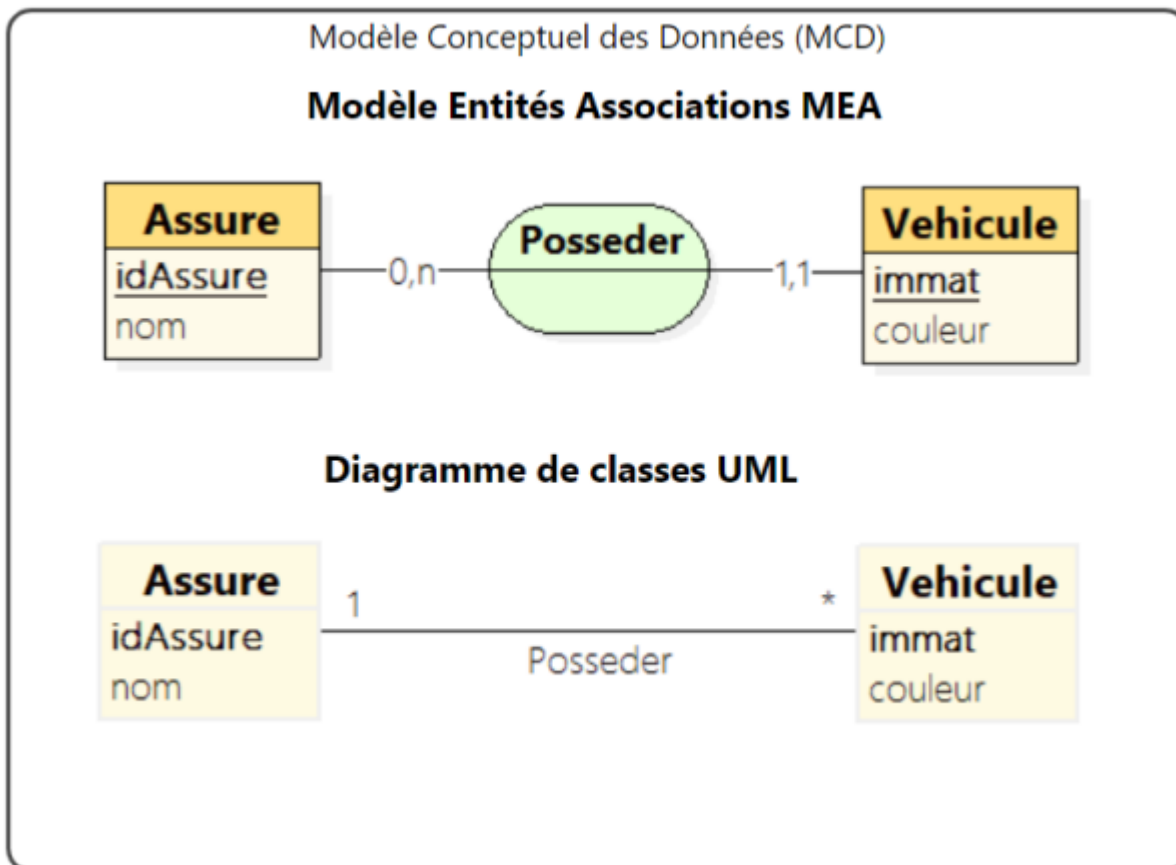 Modèle Conceptuel des Données (MCD)
Modèle Entités Associations MEA
Assure
idAssure
nom
0,n
Posseder
1,1
Vehicule
immat
couleur
Diagramme de classes UML
Assure
idAssure
nom
1
Posseder
*
Vehicule
immat
couleur